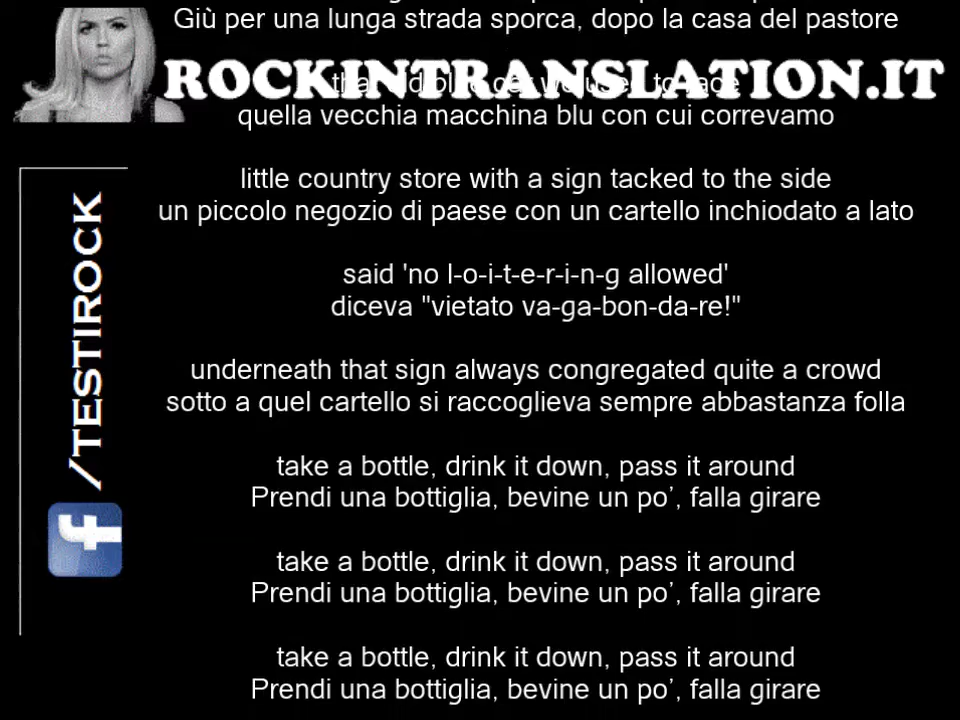 Giù per una lunga strada sporca, dopo la casa del pastore
ROCKINTRANSLATION.IT
quella vecchia macchina blu con cui correvamo
little country store with a sign tacked to the side
un piccolo negozio di paese con un cartello inchiodato a lato
said 'no l-o-i-t-e-r-i-n-g allowed'
diceva "vietato va-ga-bon-da-re!"
underneath that sign always congregated quite a crowd
sotto a quel cartello si raccoglieva sempre abbastanza folla
take a bottle, drink it down, pass it around
Prendi una bottiglia, bevine un po’, falla girare
take a bottle, drink it down, pass it around
Prendi una bottiglia, bevine un po’, falla girare
take a bottle, drink it down, pass it around
Prendi una bottiglia, bevine un po’, falla girare
f /TESTIROCK